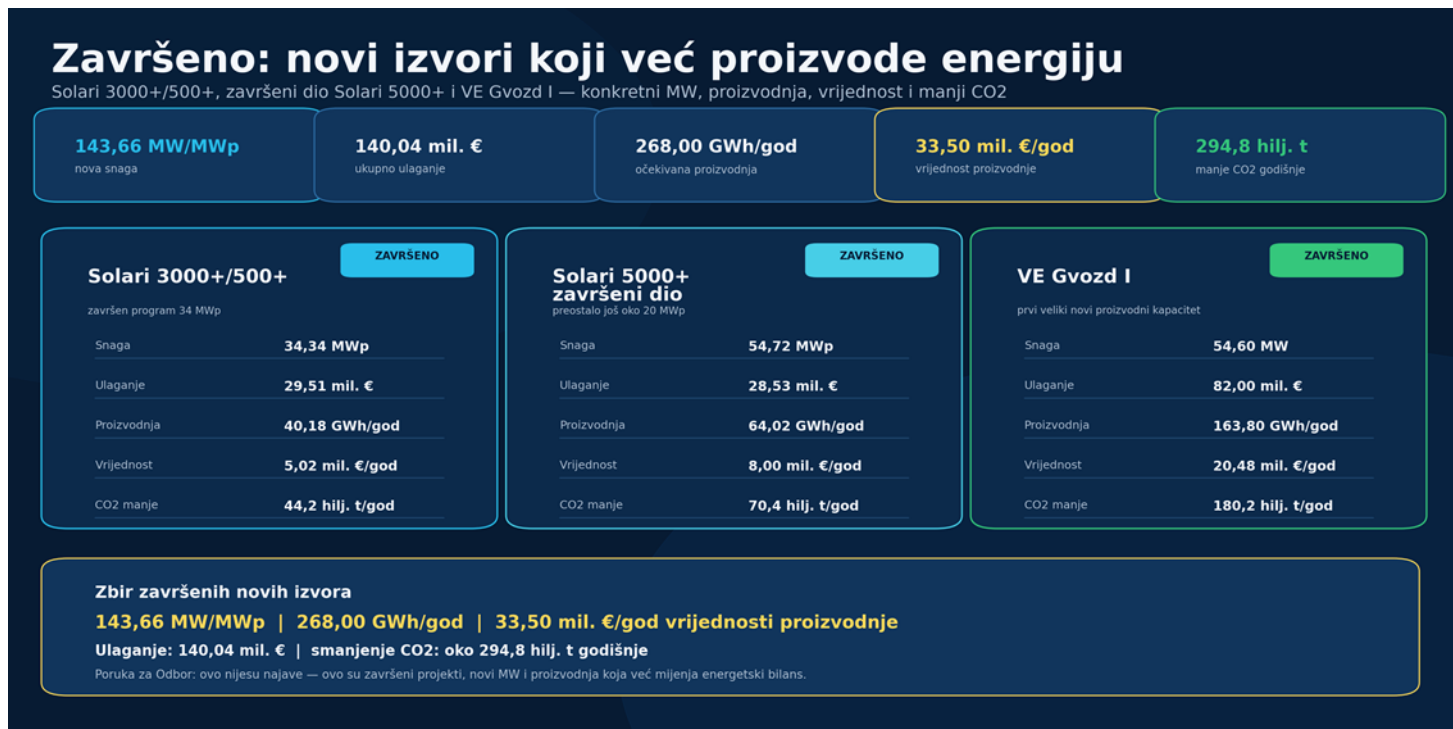 Završeno: novi izvori koji već proizvode energiju
Solari 3000+/500+, završeni dio Solari 5000+ i VE Gvozd I — konkretni MW, proizvodnja, vrijednost i manji CO2
143,66 MW/MWp
nova snaga
140,04 mil. €
ukupno ulaganje
268,00 GWh/god
očekivana proizvodnja
33,50 mil. €/god
vrijednost proizvodnje
294,8 hilj. t
manje CO2 godišnje
ZAVRŠENO
Solari 3000+/500+
završen program 34 MWp
Snaga 34,34 MWp
Ulaganje 29,51 mil. €
Proizvodnja 40,18 GWh/god
Vrijednost 5,02 mil. €/god
CO2 manje 44,2 hilj. t/god
ZAVRŠENO
Solari 5000+
završeni dio
preostalo još oko 20 MWp
Snaga 54,72 MWp
Ulaganje 28,53 mil. €
Proizvodnja 64,02 GWh/god
Vrijednost 8,00 mil. €/god
CO2 manje 70,4 hilj. t/god
ZAVRŠENO
VE Gvozd I
prvi veliki novi proizvodni kapacitet
Snaga 54,60 MW
Ulaganje 82,00 mil. €
Proizvodnja 163,80 GWh/god
Vrijednost 20,48 mil. €/god
CO2 manje 180,2 hilj. t/god
Zbir završenih novih izvora
143,66 MW/MWp | 268,00 GWh/god | 33,50 mil. €/god vrijednosti proizvodnje
Ulaganje: 140,04 mil. € | smanjenje CO2: oko 294,8 hilj. t godišnje
Poruka za Odbor: ovo nijesu najave — ovo su završeni projekti, novi MW i proizvodnja koja već mijenja energetski bilans.